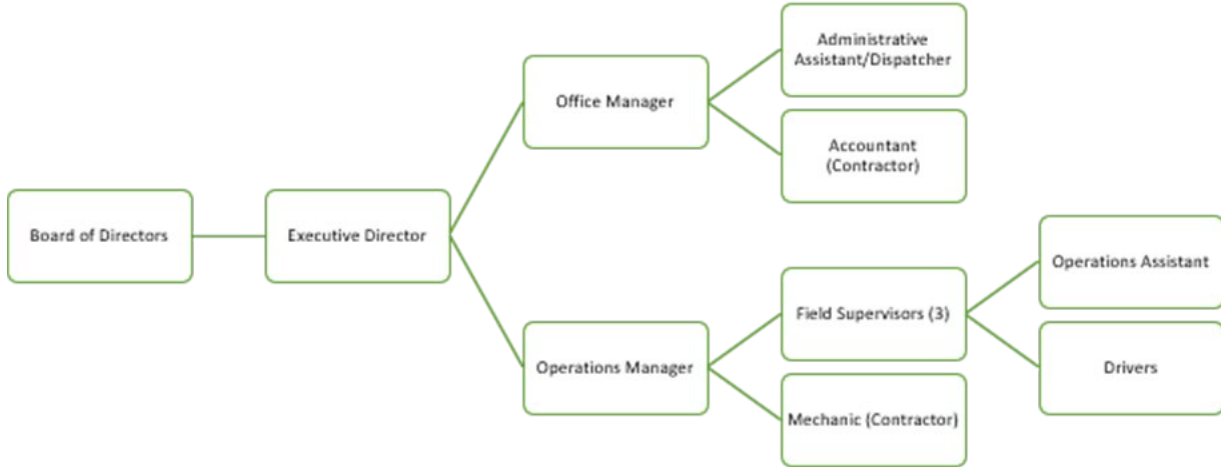 Administrative
Assistant/Dispatcher
Office Manager
Accountant
(Contractor)
Board of Directors
Executive Director
Operations Assistant
Field Supervisors (3)
Operations Manager
Drivers
Mechanic (Contractor)